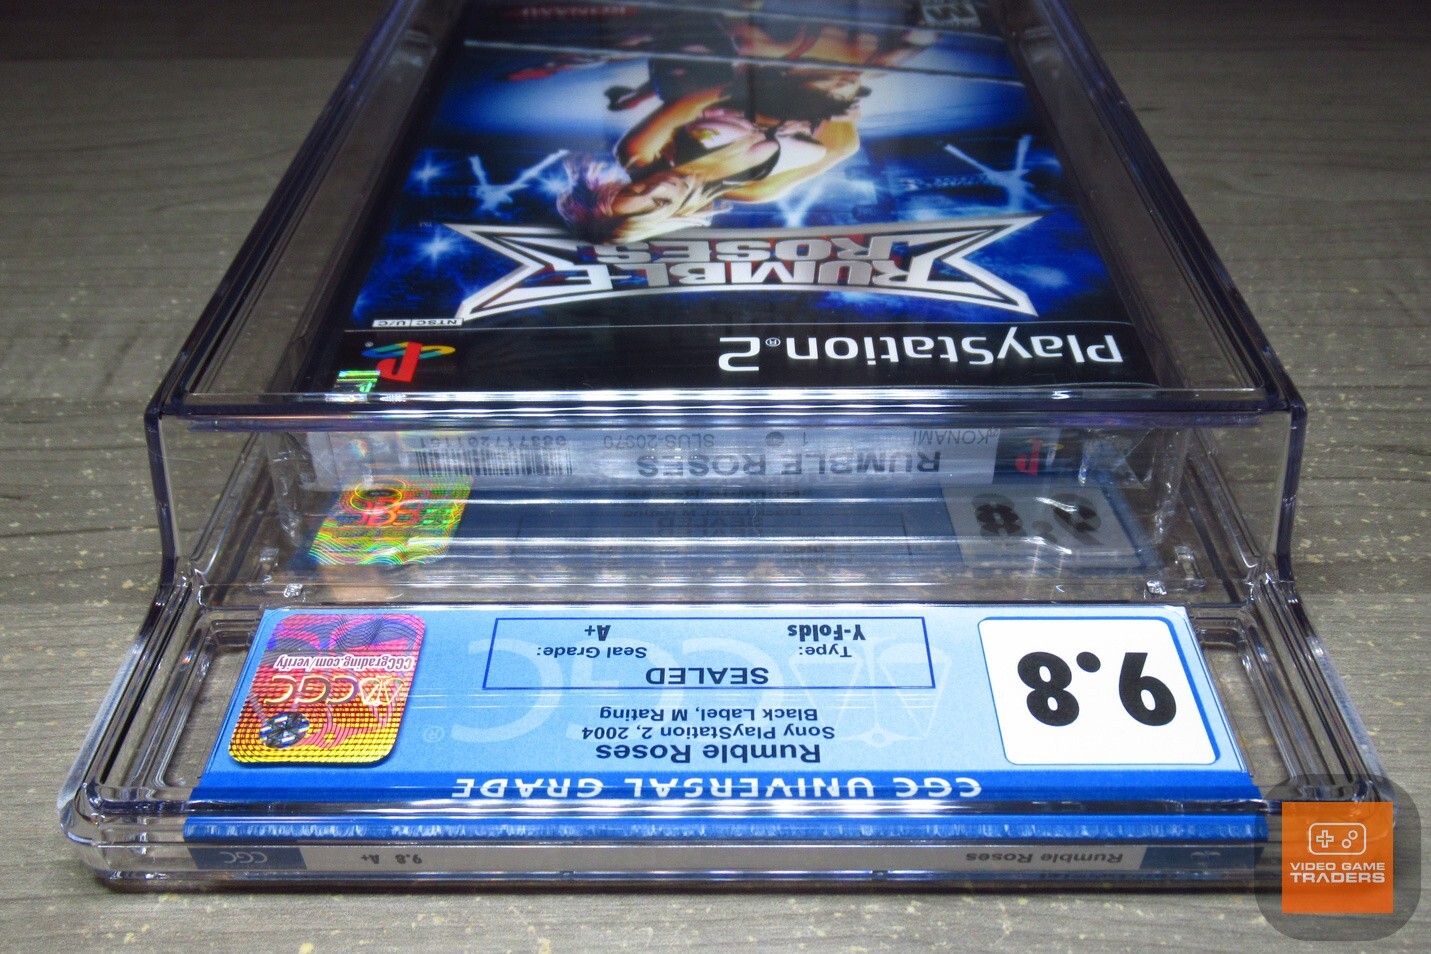 CGC UNIVERSAL GRADE
9.8
Rumble Roses
Sony PlayStation 2, 2004
Black Label, M Rating
SEALED
Type:
Seal Grade:
Y-Folds
A+
CGC
CGCgrading.com/verify
Rumble Roses
9.8 A+
CGC
RUMBLE ROSES
KONAMI
SLUS-20970
PlayStation®2
NTSC U/C
RUMBLE
ROSES
KONAMI
VIDEO GAME
TRADERS